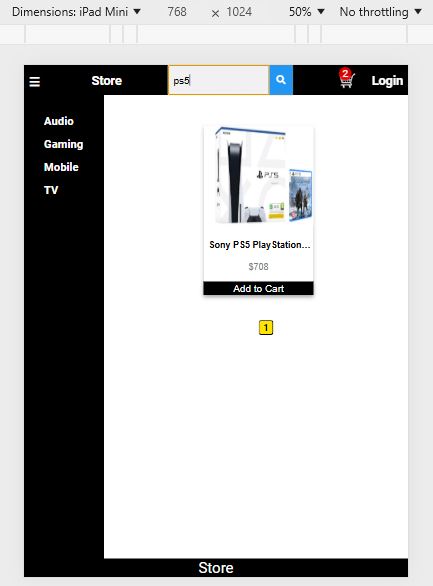 Dimensions: iPad Mini ▼ 768 × 1024 50% ▼ No throttling ▼
☰ Store ps5 2 Login
Audio
Gaming
Mobile
TV
PS5
Sony PS5 PlayStation...
$708
Add to Cart
1
Store